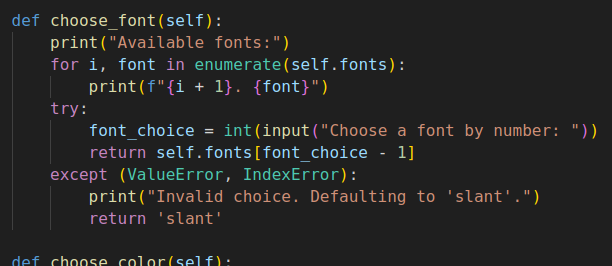 def choose_font(self):
    print("Available fonts:")
    for i, font in enumerate(self.fonts):
        print(f"{i + 1}. {font}")
    try:
        font_choice = int(input("Choose a font by number: "))
        return self.fonts[font_choice - 1]
    except (ValueError, IndexError):
        print("Invalid choice. Defaulting to 'slant'.")
        return 'slant'
def choose_color(self):